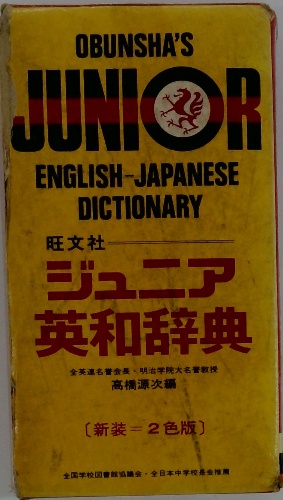 OBUNSHA'S
JUNIOR
ENGLISH-JAPANESE
DICTIONARY
旺文社
ジュニア
英和辞典
全英連名誉会長・明治学院大名誉教授
高橋源次編
〔新装=2色版〕
全国学校図書館協議会・全日本中学校長会推薦